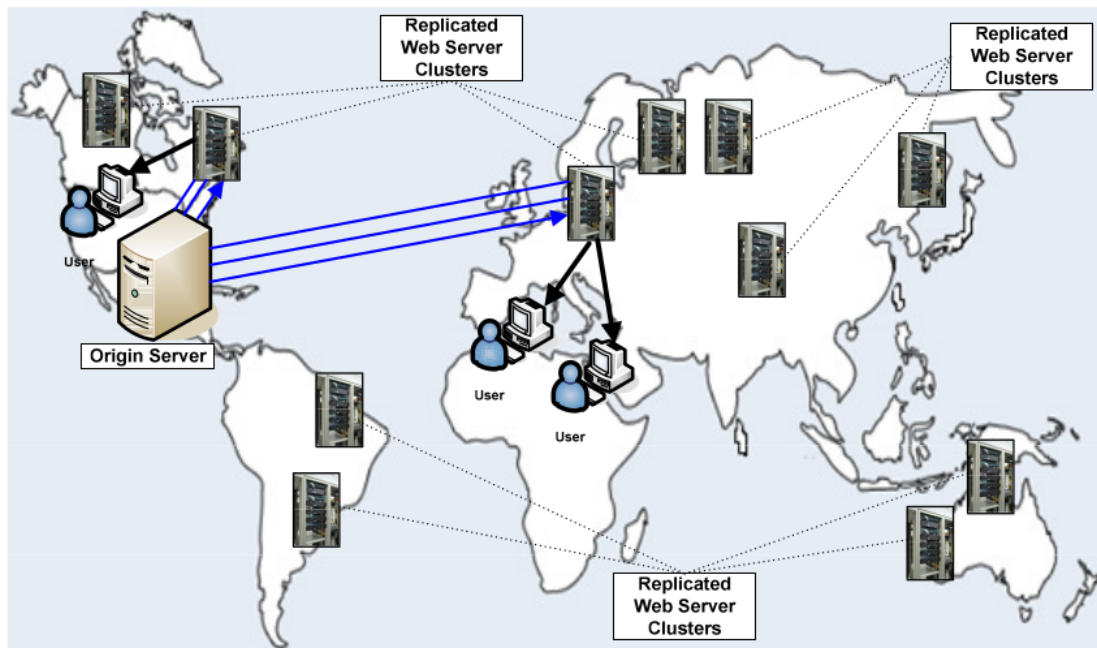 Replicated
Web Server
Clusters
Replicated
Web Server
Clusters
User
Origin Server
User
User
Replicated
Web Server
Clusters